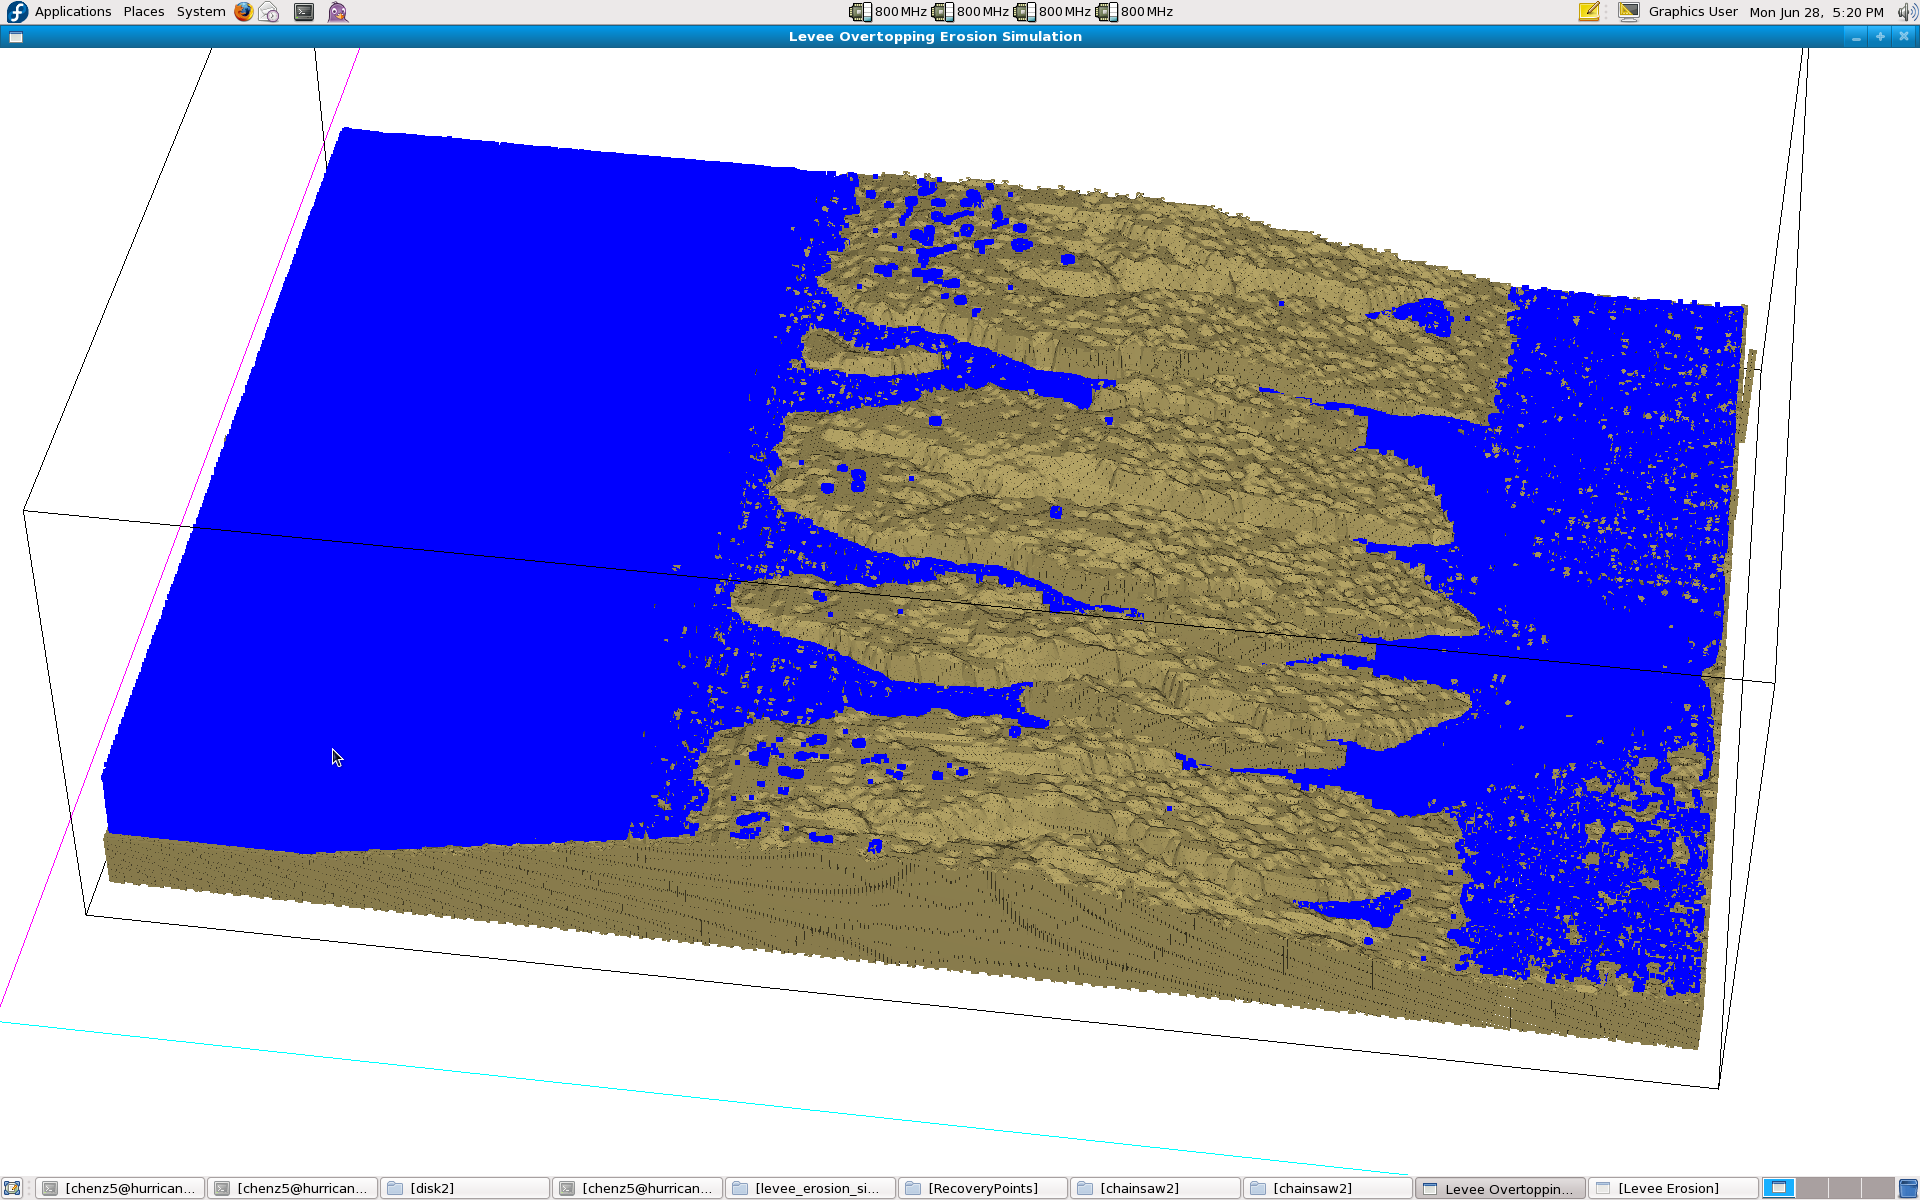 Applications Places System 800 MHz 800 MHz 800 MHz 800 MHz Graphics User Mon Jun 28, 5:20 PM
Levee Overtopping Erosion Simulation
[chenz5@hurrican... [chenz5@hurrican... [disk2] [chenz5@hurrican... [levee_erosion_si... [RecoveryPoints] [chainsaw2] [chainsaw2] Levee Overtoppin... [Levee Erosion]